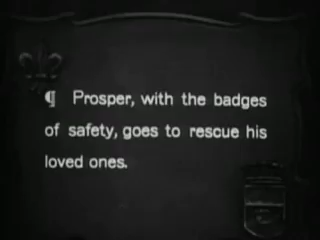 ¶ Prosper, with the badges
of safety, goes to rescue his
loved ones.